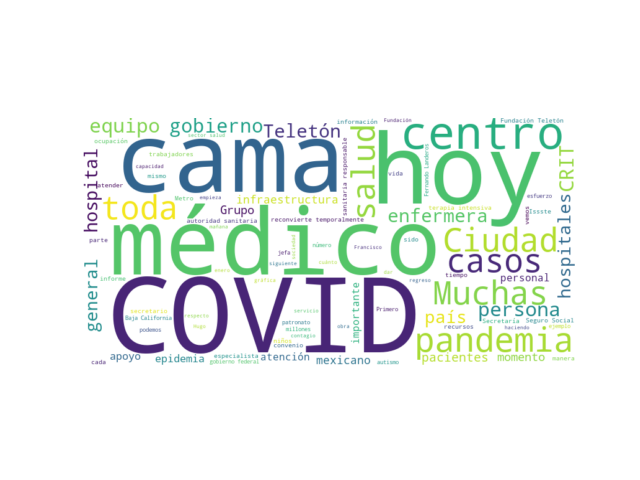 equipo
gobierno
Teletón
información
Fundación
Fundación Teletón
sector salud
ocupación
cama
hoy
centro
salud
sanitaria responsable
trabajadores
capacidad
mismo
atender
vida
Fernando Landeros
terapia intensiva
esfuerzo
CRIT
hospital
toda
Metro
empieza
infraestructura
Grupo
autoridad sanitaria
reconvierte temporalmente
enfermera
vemos
Issste
hospitales
parte
médico
señora
número
Francisco
sido
Ciudad
jefa
siguiente
cuánto
casos
tiempo
personal
general
informe
enero
gráfica
dar
regreso
COVID
Muchas
persona
secretario
Baja California
respecto
podemos
Hugo
servicio
patronato
millones
contagio
obra
Primero
importante
país
recursos
Secretaría
Seguro Social
haciendo
ejemplo
pandemia
cada
apoyo
epidemia
especialista
gobierno federal
atención
convenio
mexicano
autismo
pacientes
momento
manera